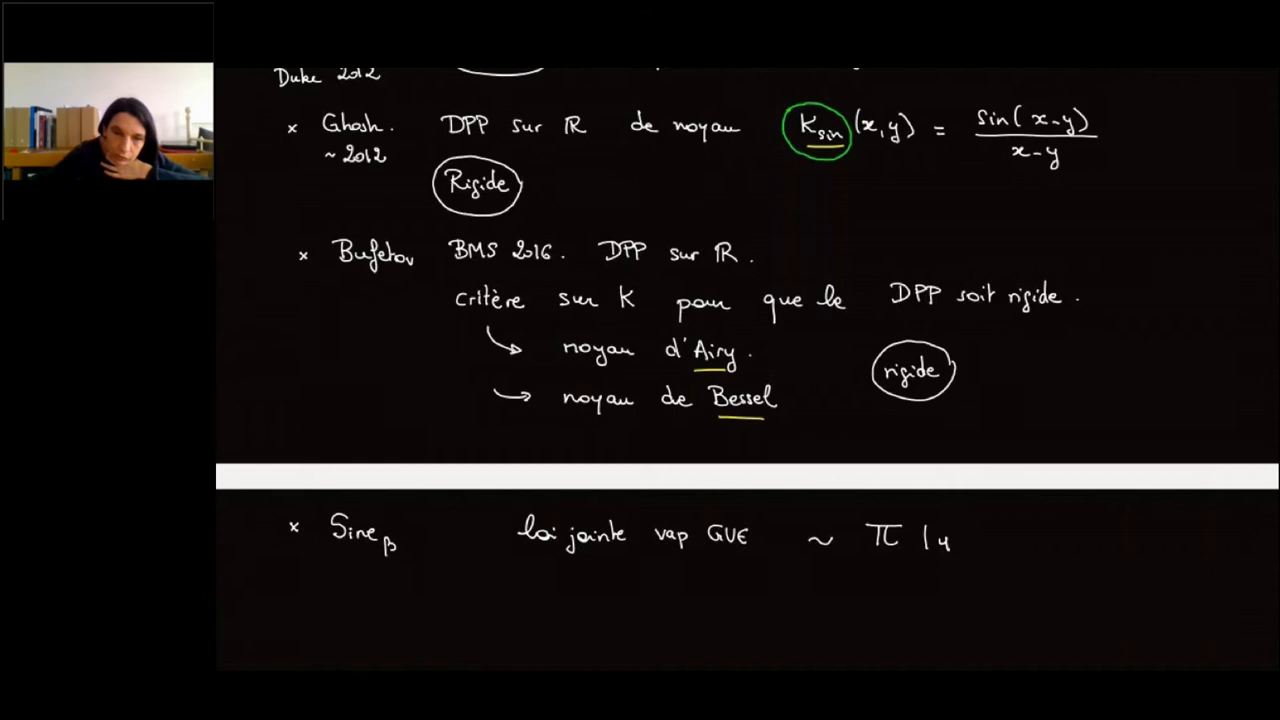 Duke 2012
× Ghosh. DPP sur ℝ de noyau K_sin (x,y) = sin(x-y) / x-y
~ 2012
Rigide
× Bufetov BMS 2016. DPP sur ℝ.
critère sur K pour que le DPP soit rigide.
↪ noyau d'Airy.
rigide
↪ noyau de Bessel
× Sine_β loi jointe vap GUE ~ π |